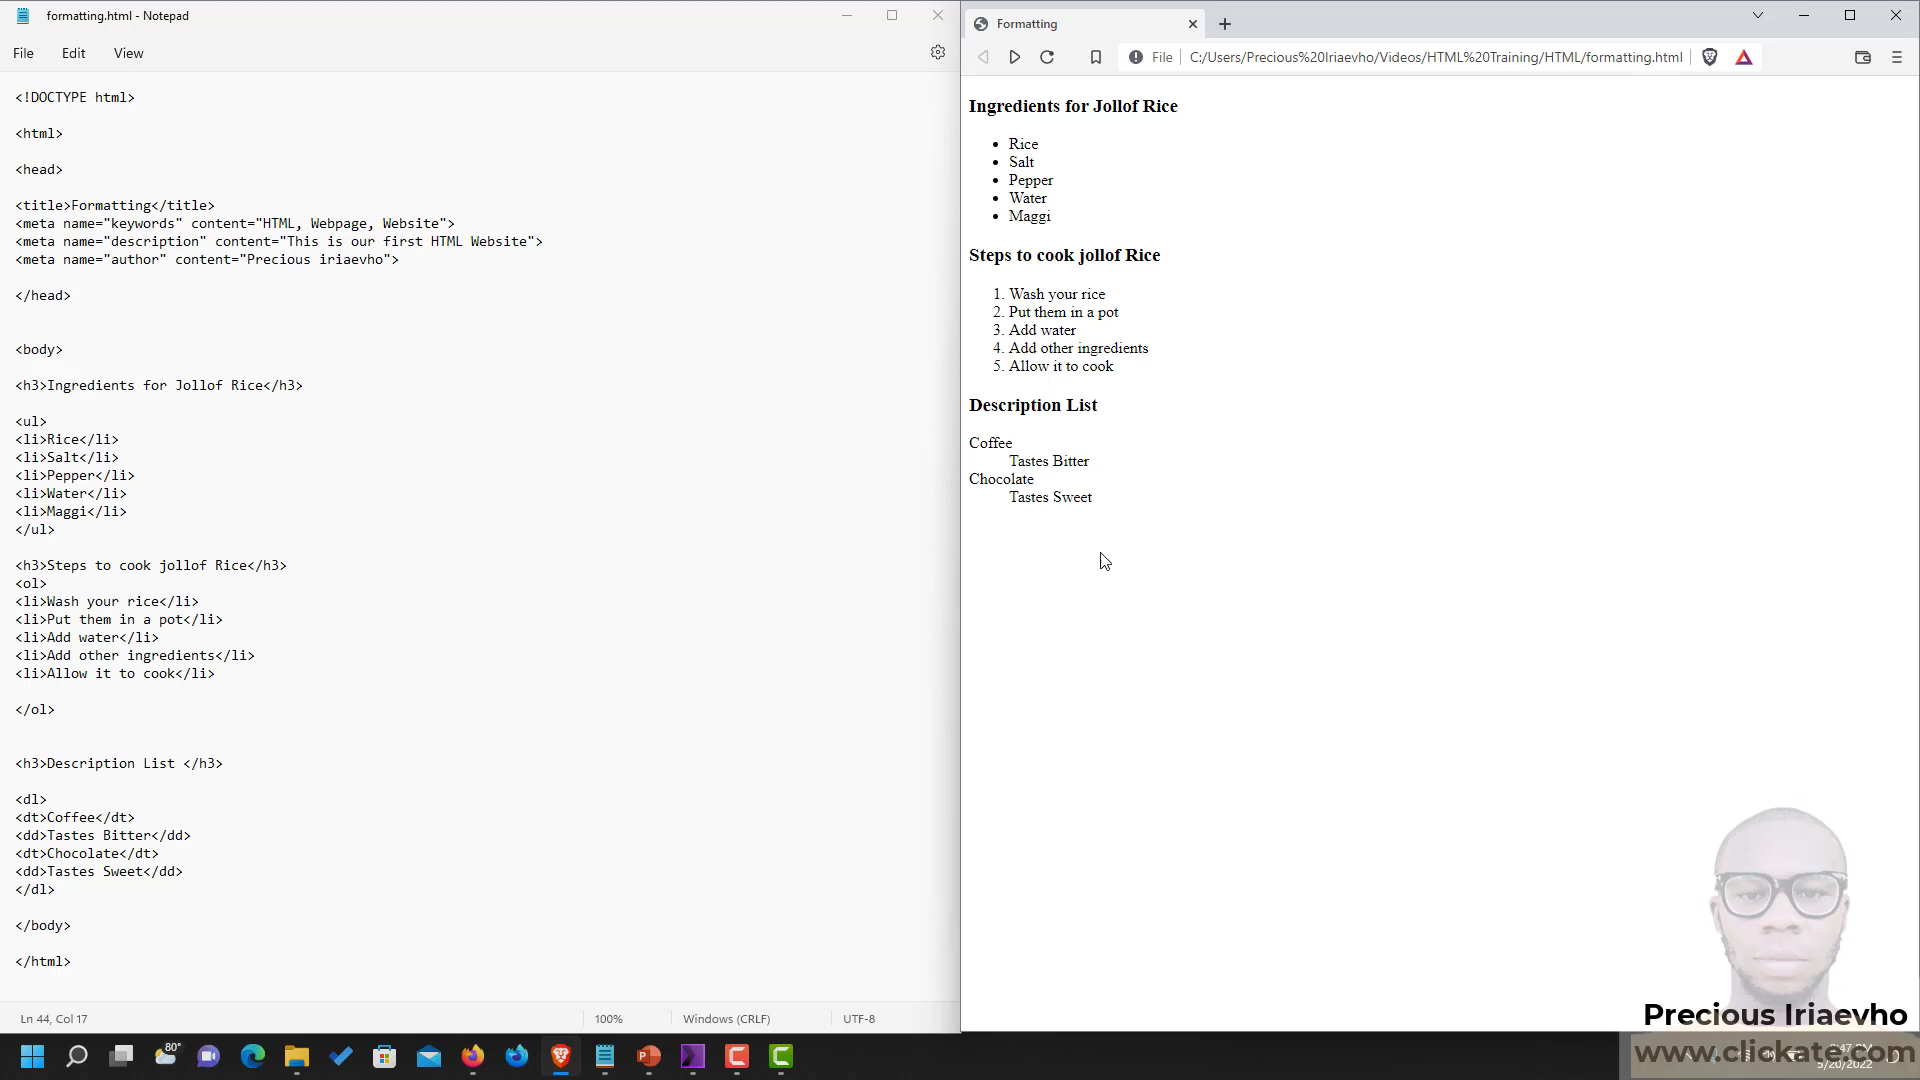 formatting.html - Notepad
File Edit View
<!DOCTYPE html>
<html>
<head>
<title>Formatting</title>
<meta name="keywords" content="HTML, Webpage, Website">
<meta name="description" content="This is our first HTML Website">
<meta name="author" content="Precious iriaevho">
</head>
<body>
<h3>Ingredients for Jollof Rice</h3>
<ul>
<li>Rice</li>
<li>Salt</li>
<li>Pepper</li>
<li>Water</li>
<li>Maggi</li>
</ul>
<h3>Steps to cook jollof Rice</h3>
<ol>
<li>Wash your rice</li>
<li>Put them in a pot</li>
<li>Add water</li>
<li>Add other ingredients</li>
<li>Allow it to cook</li>
</ol>
<h3>Description List </h3>
<dl>
<dt>Coffee</dt>
<dd>Tastes Bitter</dd>
<dt>Chocolate</dt>
<dd>Tastes Sweet</dd>
</dl>
</body>
</html>
Ln 44, Col 17 100% Windows (CRLF) UTF-8
Formatting
File C:/Users/Precious%20Iriaevho/Videos/HTML%20Training/HTML/formatting.html
Ingredients for Jollof Rice
• Rice
• Salt
• Pepper
• Water
• Maggi
Steps to cook jollof Rice
1. Wash your rice
2. Put them in a pot
3. Add water
4. Add other ingredients
5. Allow it to cook
Description List
Coffee
Tastes Bitter
Chocolate
Tastes Sweet
Precious Iriaevho
www.clickate.com
80°
5/20/2022